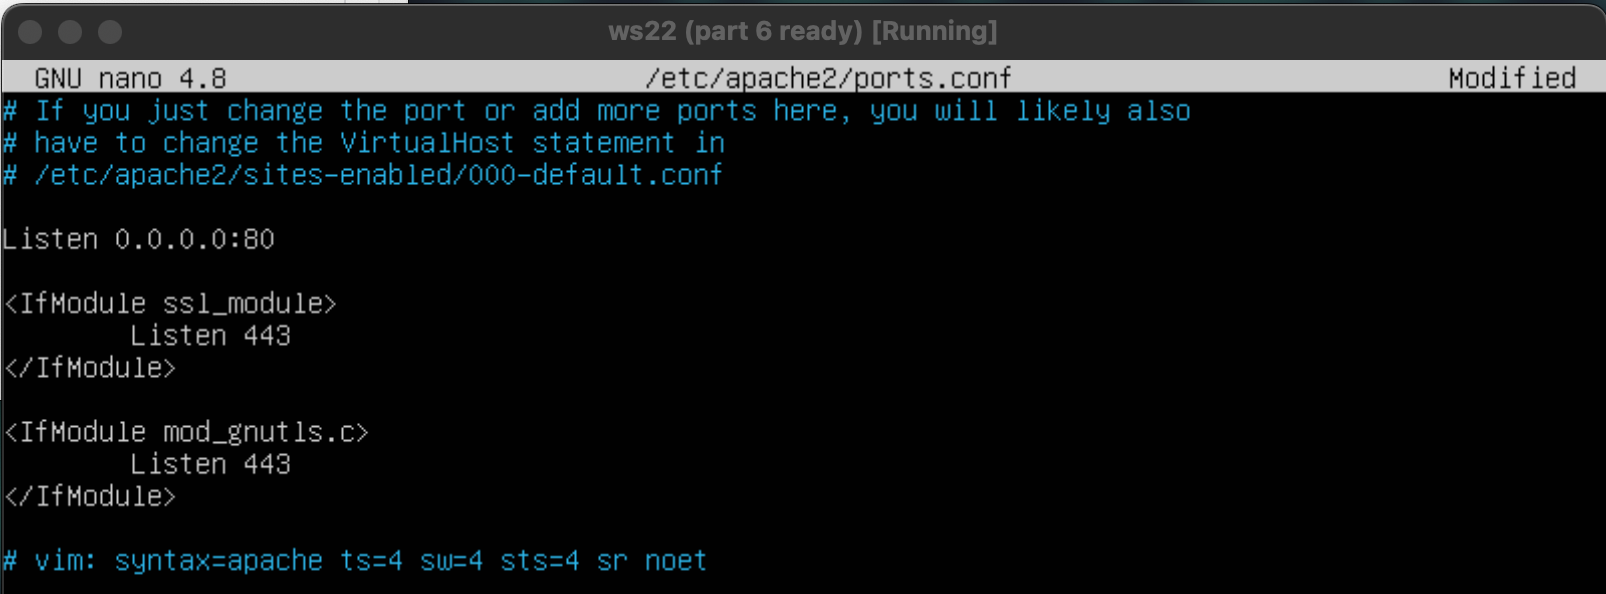 ws22 (part 6 ready) [Running]
GNU nano 4.8 /etc/apache2/ports.conf Modified
# If you just change the port or add more ports here, you will likely also
# have to change the VirtualHost statement in
# /etc/apache2/sites-enabled/000-default.conf
Listen 0.0.0.0:80
<IfModule ssl_module>
Listen 443
</IfModule>
<IfModule mod_gnutls.c>
Listen 443
</IfModule>
# vim: syntax=apache ts=4 sw=4 sts=4 sr noet